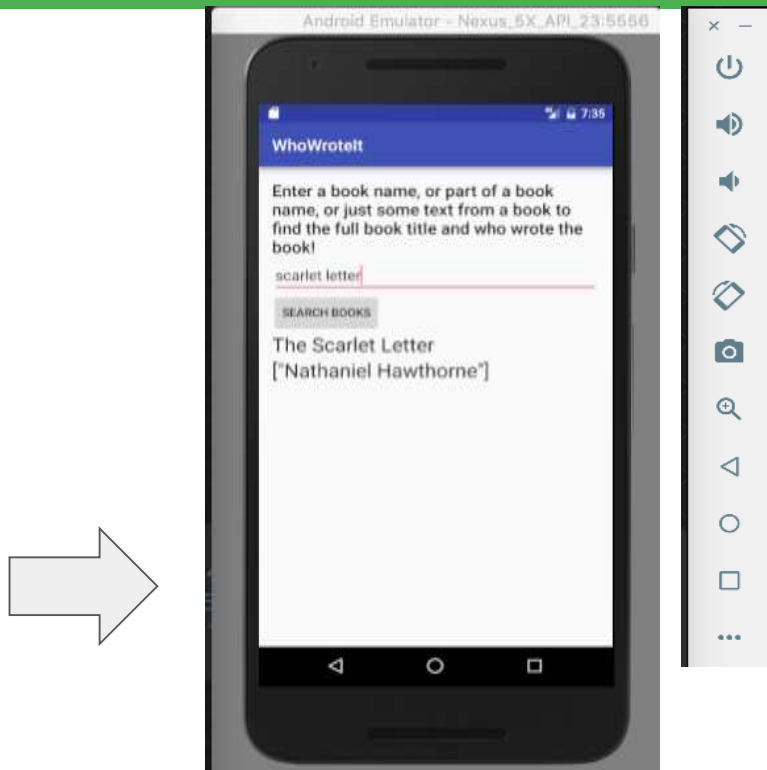 Android Emulator - Nexus_5X_API_23:5556
7:35
WhoWroteIt
Enter a book name, or part of a book
name, or just some text from a book to
find the full book title and who wrote the
book!
scarlet letter
SEARCH BOOKS
The Scarlet Letter
["Nathaniel Hawthorne"]